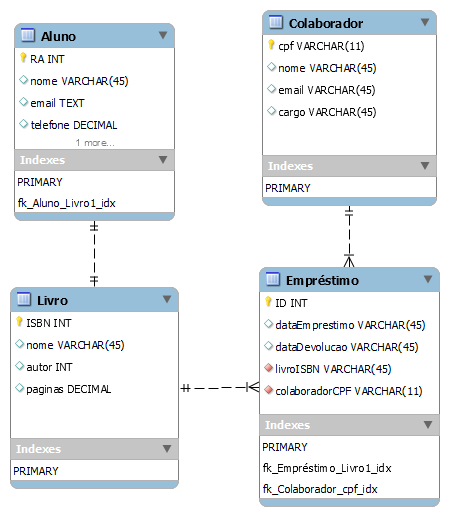 Aluno
RA INT
nome VARCHAR(45)
email TEXT
telefone DECIMAL
1 more...
Indexes
PRIMARY
fk_Aluno_Livro1_idx
Colaborador
cpf VARCHAR(11)
nome VARCHAR(45)
email VARCHAR(45)
cargo VARCHAR(45)
Indexes
PRIMARY
Livro
ISBN INT
nome VARCHAR(45)
autor INT
paginas DECIMAL
Indexes
PRIMARY
Empréstimo
ID INT
dataEmprestimo VARCHAR(45)
dataDevolucao VARCHAR(45)
livroISBN VARCHAR(45)
colaboradorCPF VARCHAR(11)
Indexes
PRIMARY
fk_Empréstimo_Livro1_idx
fk_Colaborador_cpf_idx